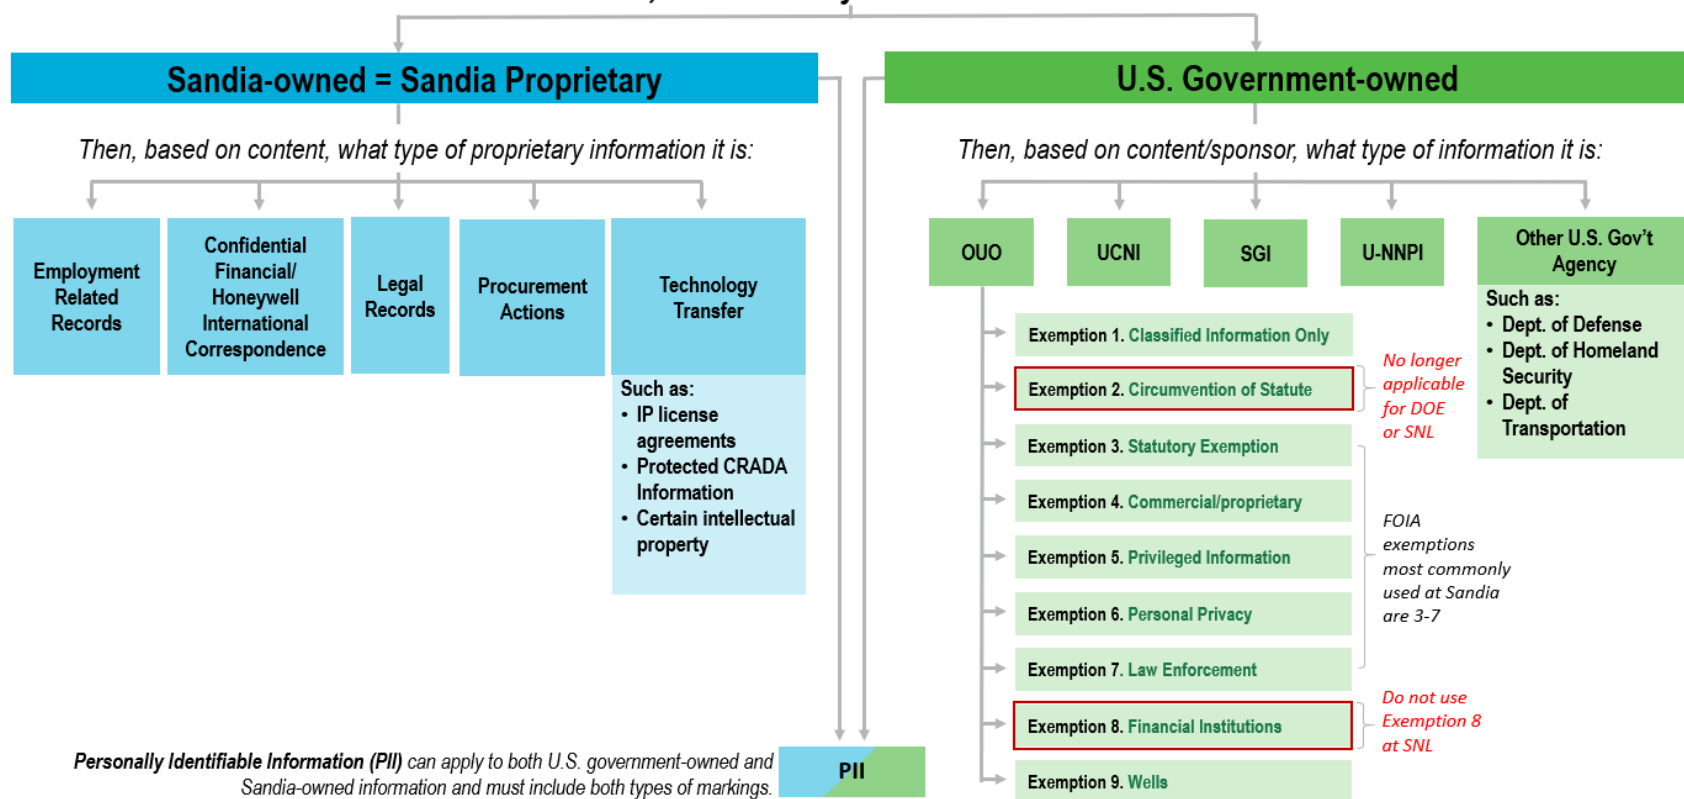 Sandia-owned = Sandia Proprietary
U.S. Government-owned
Then, based on content, what type of proprietary information it is:
Then, based on content/sponsor, what type of information it is:
Employment
Related
Records
Confidential
Financial/
Honeywell
International
Correspondence
Legal
Records
Procurement
Actions
Technology
Transfer
Such as:
• IP license
agreements
• Protected CRADA
Information
• Certain intellectual
property
OUO
UCNI
SGI
U-NNPI
Other U.S. Gov’t
Agency
Such as:
• Dept. of Defense
• Dept. of Homeland
Security
• Dept. of
Transportation
Exemption 1. Classified Information Only
Exemption 2. Circumvention of Statute
No longer
applicable
for DOE
or SNL
Exemption 3. Statutory Exemption
Exemption 4. Commercial/proprietary
Exemption 5. Privileged Information
Exemption 6. Personal Privacy
Exemption 7. Law Enforcement
FOIA
exemptions
most commonly
used at Sandia
are 3-7
Exemption 8. Financial Institutions
Do not use
Exemption 8
at SNL
Exemption 9. Wells
Personally Identifiable Information (PII) can apply to both U.S. government-owned and
Sandia-owned information and must include both types of markings.
PII